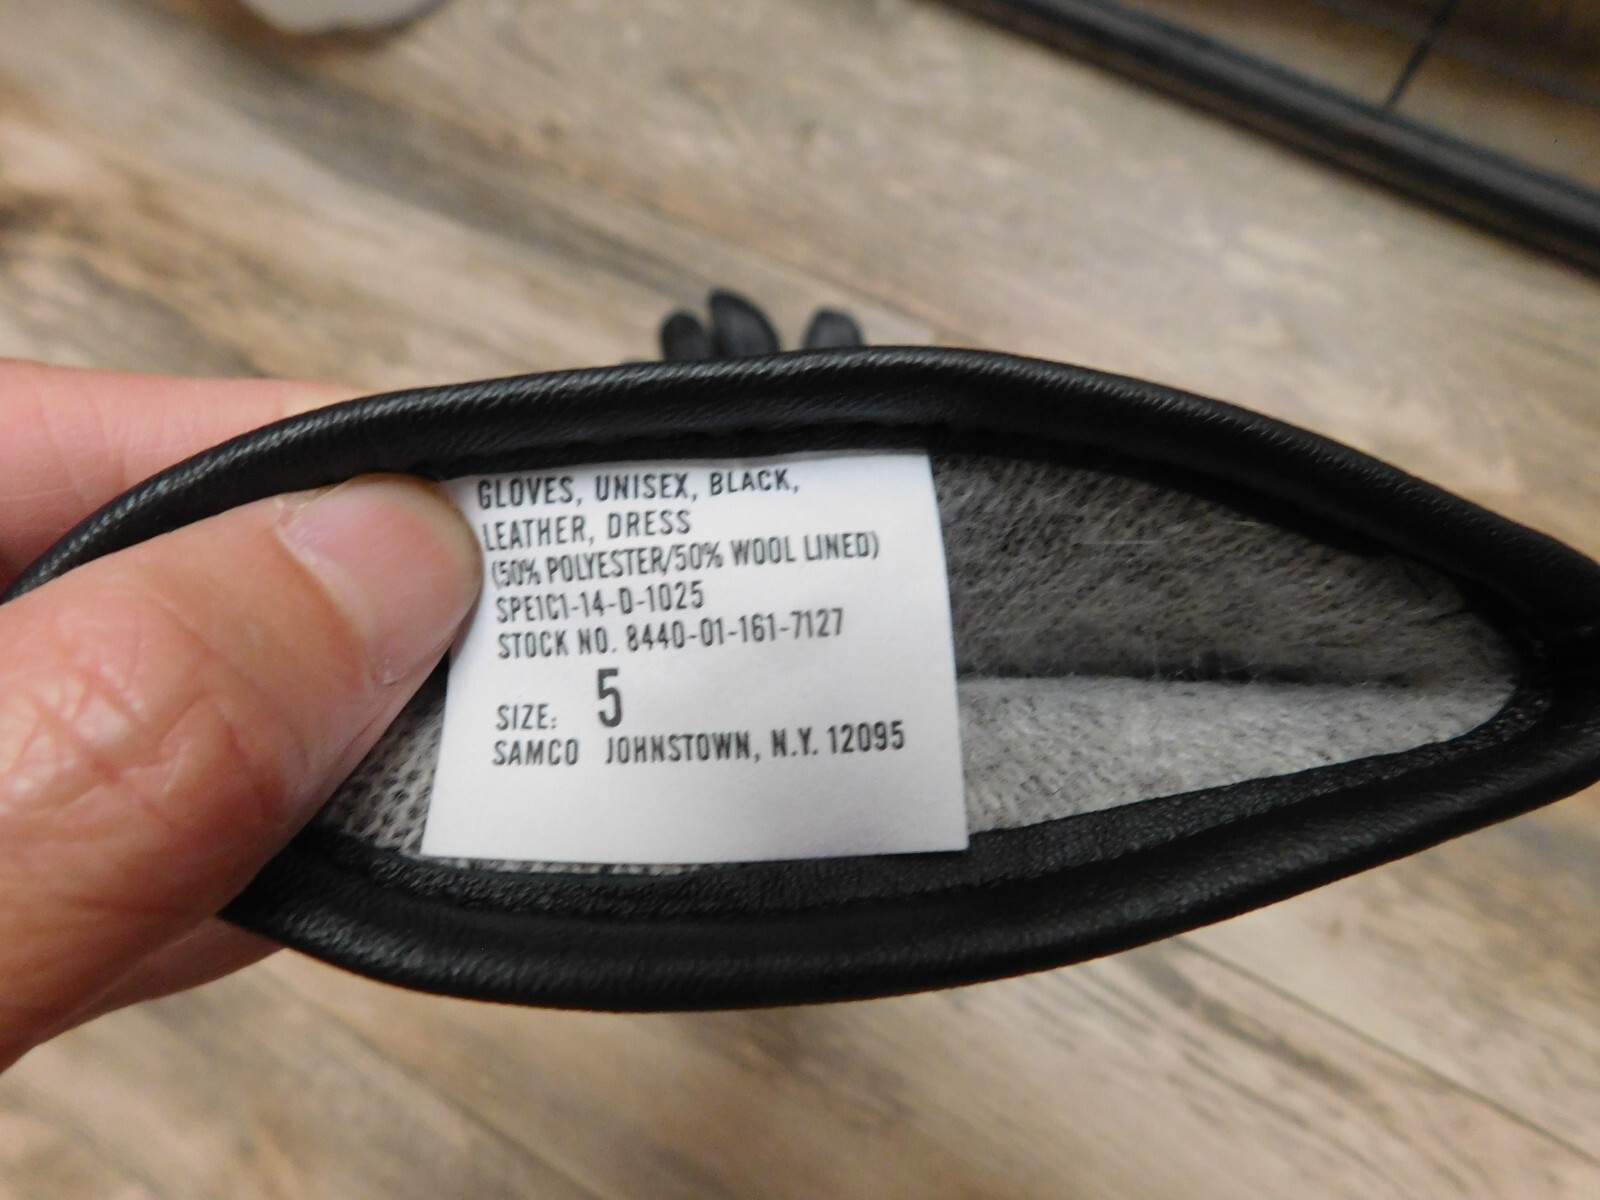 GLOVES, UNISEX, BLACK,
LEATHER, DRESS
(50% POLYESTER/50% WOOL LINED)
SPE1C1-14-D-1025
STOCK NO. 8440-01-161-7127
SIZE: 5
SAMCO JOHNSTOWN, N.Y. 12095